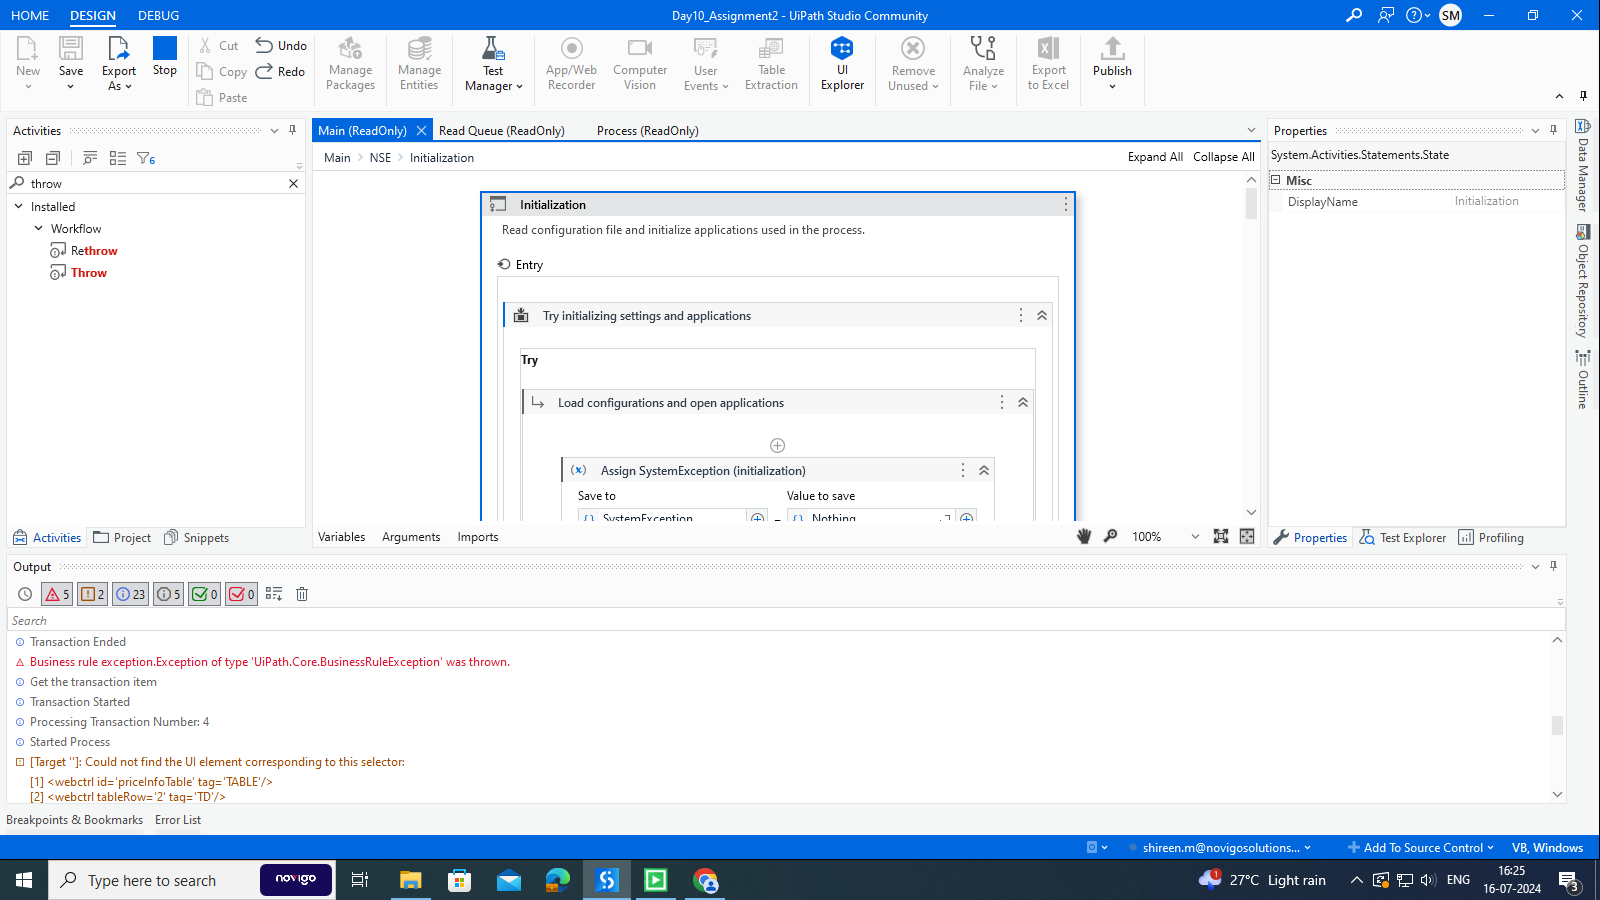 HOME DESIGN DEBUG
Day10_Assignment2 - UiPath Studio Community
SM
New
Save
Export As
Stop
Cut
Copy
Paste
Undo
Redo
Manage Packages
Manage Entities
Test Manager
App/Web Recorder
Computer Vision
User Events
Table Extraction
UI Explorer
Remove Unused
Analyze File
Export to Excel
Publish
Activities
6
throw
Installed
Workflow
Rethrow
Throw
Activities Project Snippets
Main (ReadOnly) Read Queue (ReadOnly) Process (ReadOnly)
Main > NSE > Initialization
Expand All Collapse All
Initialization
Read configuration file and initialize applications used in the process.
Entry
Try initializing settings and applications
Try
Load configurations and open applications
(x) Assign SystemException (initialization)
Save to Value to save
SystemException = Nothing
Variables Arguments Imports
100%
Properties
System.Activities.Statements.State
Misc
DisplayName Initialization
Properties Test Explorer Profiling
Data Manager
Object Repository
Outline
Output
5 2 23 5 0 0
Search
Transaction Ended
Business rule exception.Exception of type 'UiPath.Core.BusinessRuleException' was thrown.
Get the transaction item
Transaction Started
Processing Transaction Number: 4
Started Process
[Target '']: Could not find the UI element corresponding to this selector:
[1] <webctrl id='priceInfoTable' tag='TABLE'/>
[2] <webctrl tableRow='2' tag='TD'/>
Breakpoints & Bookmarks Error List
shireen.m@novigosolutions... Add To Source Control VB, Windows
Type here to search
novigo
1
27°C Light rain
ENG
16:25
16-07-2024
3